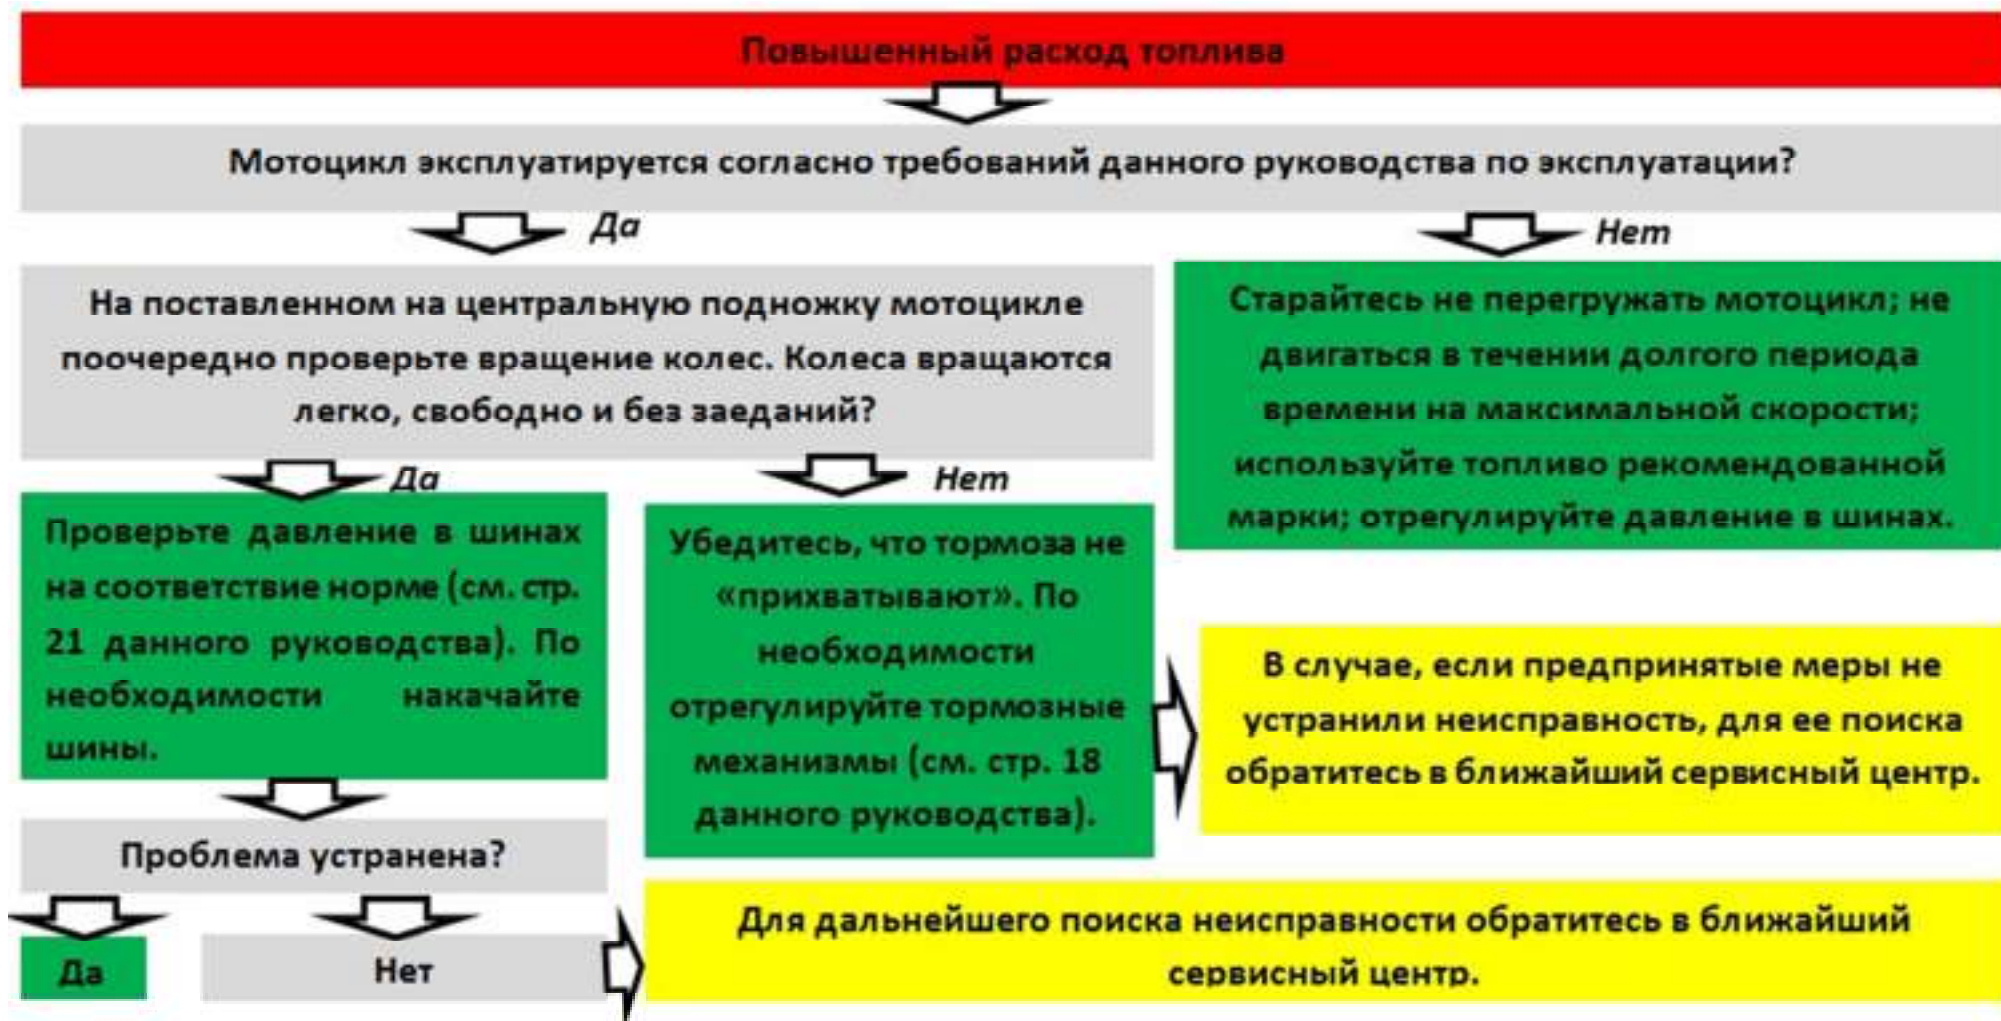 Повышенный расход топлива
Мотоцикл эксплуатируется согласно требований данного руководства по эксплуатации?
Да
Нет
На поставленном на центральную подножку мотоцикле
поочередно проверьте вращение колес. Колеса вращаются
легко, свободно и без заеданий?
Старайтесь не перегружать мотоцикл; не
двигаться в течении долгого периода
времени на максимальной скорости;
используйте топливо рекомендованной
марки; отрегулируйте давление в шинах.
Да
Нет
Проверьте давление в шинах
на соответствие норме (см. стр.
21 данного руководства). По
необходимости накачайте
шины.
Убедитесь, что тормоза не
«прихватывают». По
необходимости
отрегулируйте тормозные
механизмы (см. стр. 18
данного руководства).
В случае, если предпринятые меры не
устранили неисправность, для ее поиска
обратитесь в ближайший сервисный центр.
Проблема устранена?
Да
Нет
Для дальнейшего поиска неисправности обратитесь в ближайший
сервисный центр.